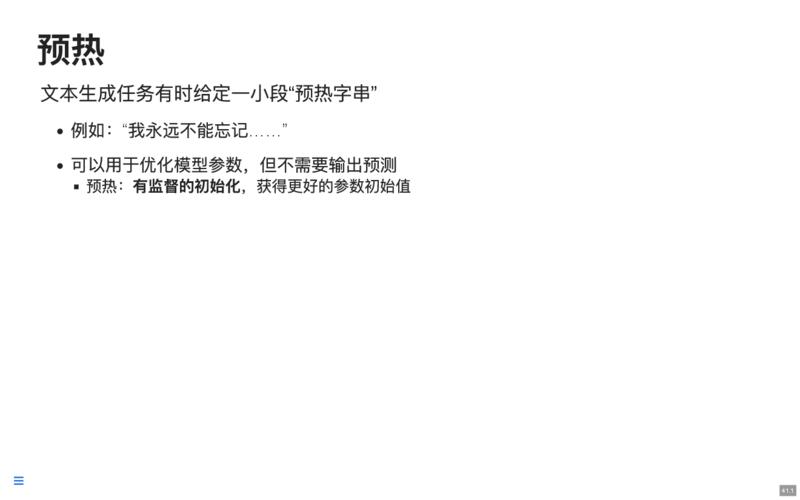 预热
文本生成任务有时给定一小段“预热字串”
例如：“我永远不能忘记……”
可以用于优化模型参数，但不需要输出预测
预热：有监督的初始化，获得更好的参数初始值
41.1